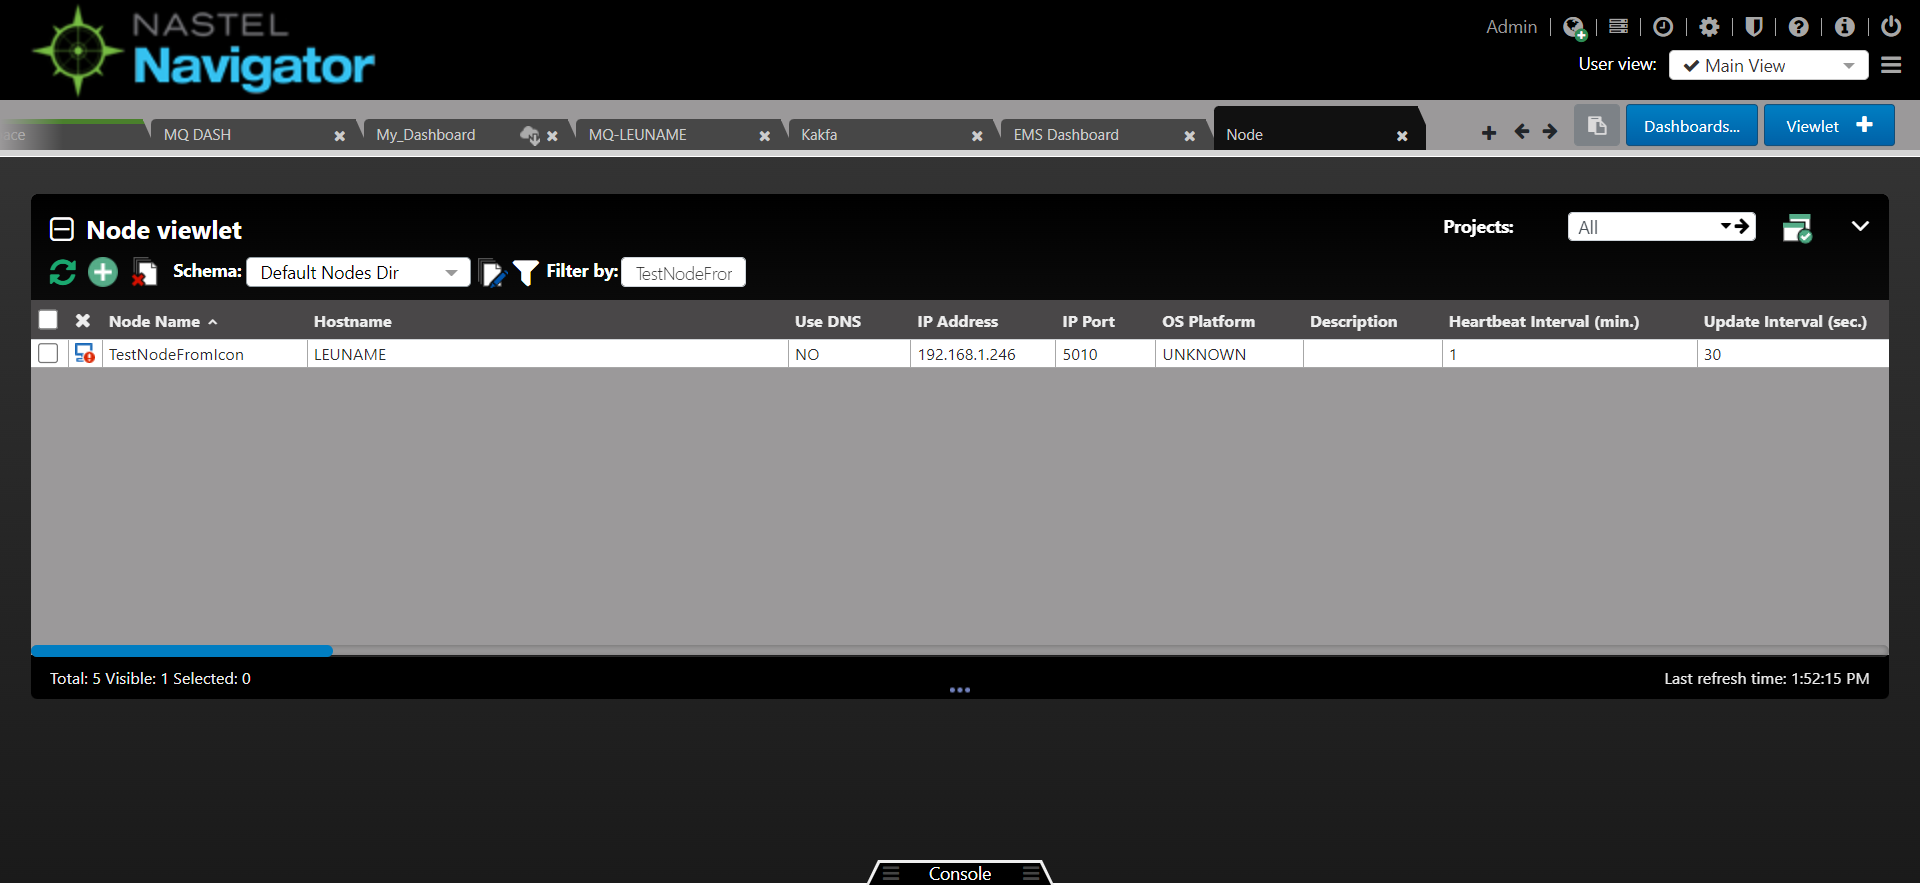 NASTEL
Navigator
Admin
User view: Main View
ace
MQ DASH
My_Dashboard
MQ-LEUNAME
Kakfa
EMS Dashboard
Node
Dashboards...
Viewlet
Node viewlet
Projects: All
Schema: Default Nodes Dir Filter by: TestNodeFror
Node Name Hostname Use DNS IP Address IP Port OS Platform Description Heartbeat Interval (min.) Update Interval (sec.)
TestNodeFromIcon LEUNAME NO 192.168.1.246 5010 UNKNOWN 1 30
Total: 5 Visible: 1 Selected: 0
Last refresh time: 1:52:15 PM
Console